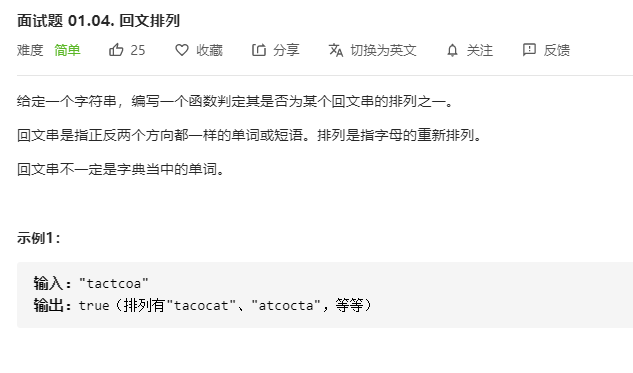 面试题 01.04. 回文排列
难度 简单 25 收藏 分享 切换为英文 关注 反馈
给定一个字符串，编写一个函数判定其是否为某个回文串的排列之一。
回文串是指正反两个方向都一样的单词或短语。排列是指字母的重新排列。
回文串不一定是字典当中的单词。
示例1：
输入："tactcoa"
输出：true（排列有"tacocat"、"atcocta"，等等）